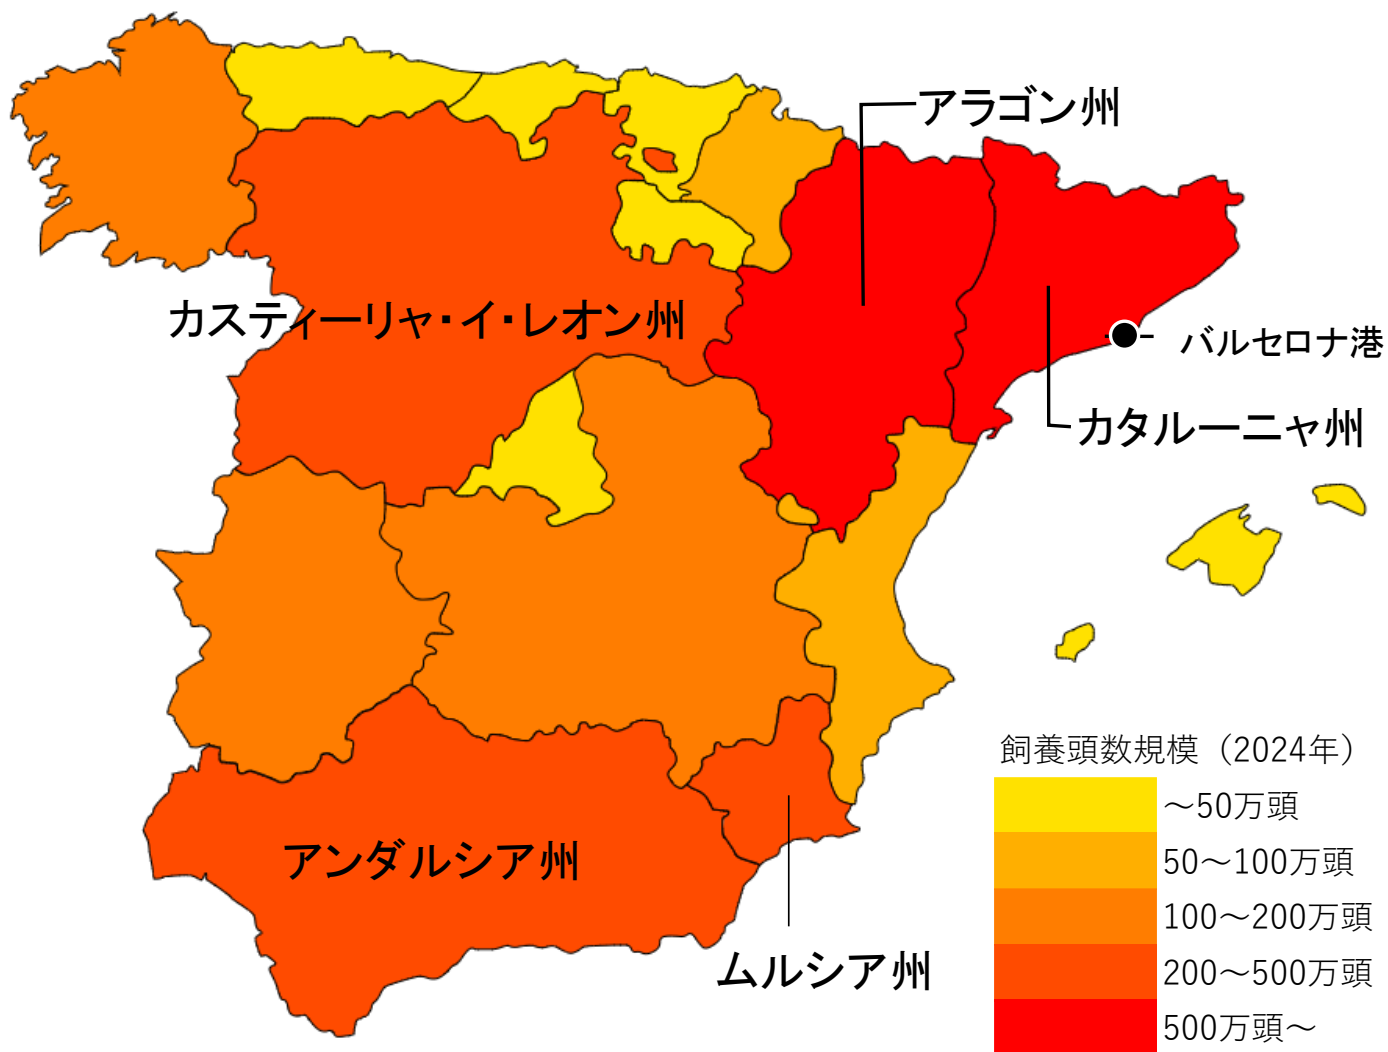 アラゴン州
カスティーリャ・イ・レオン州
バルセロナ港
カタルーニャ州
飼養頭数規模（2024年）
～50万頭
50～100万頭
100～200万頭
200～500万頭
500万頭～
アンダルシア州
ムルシア州